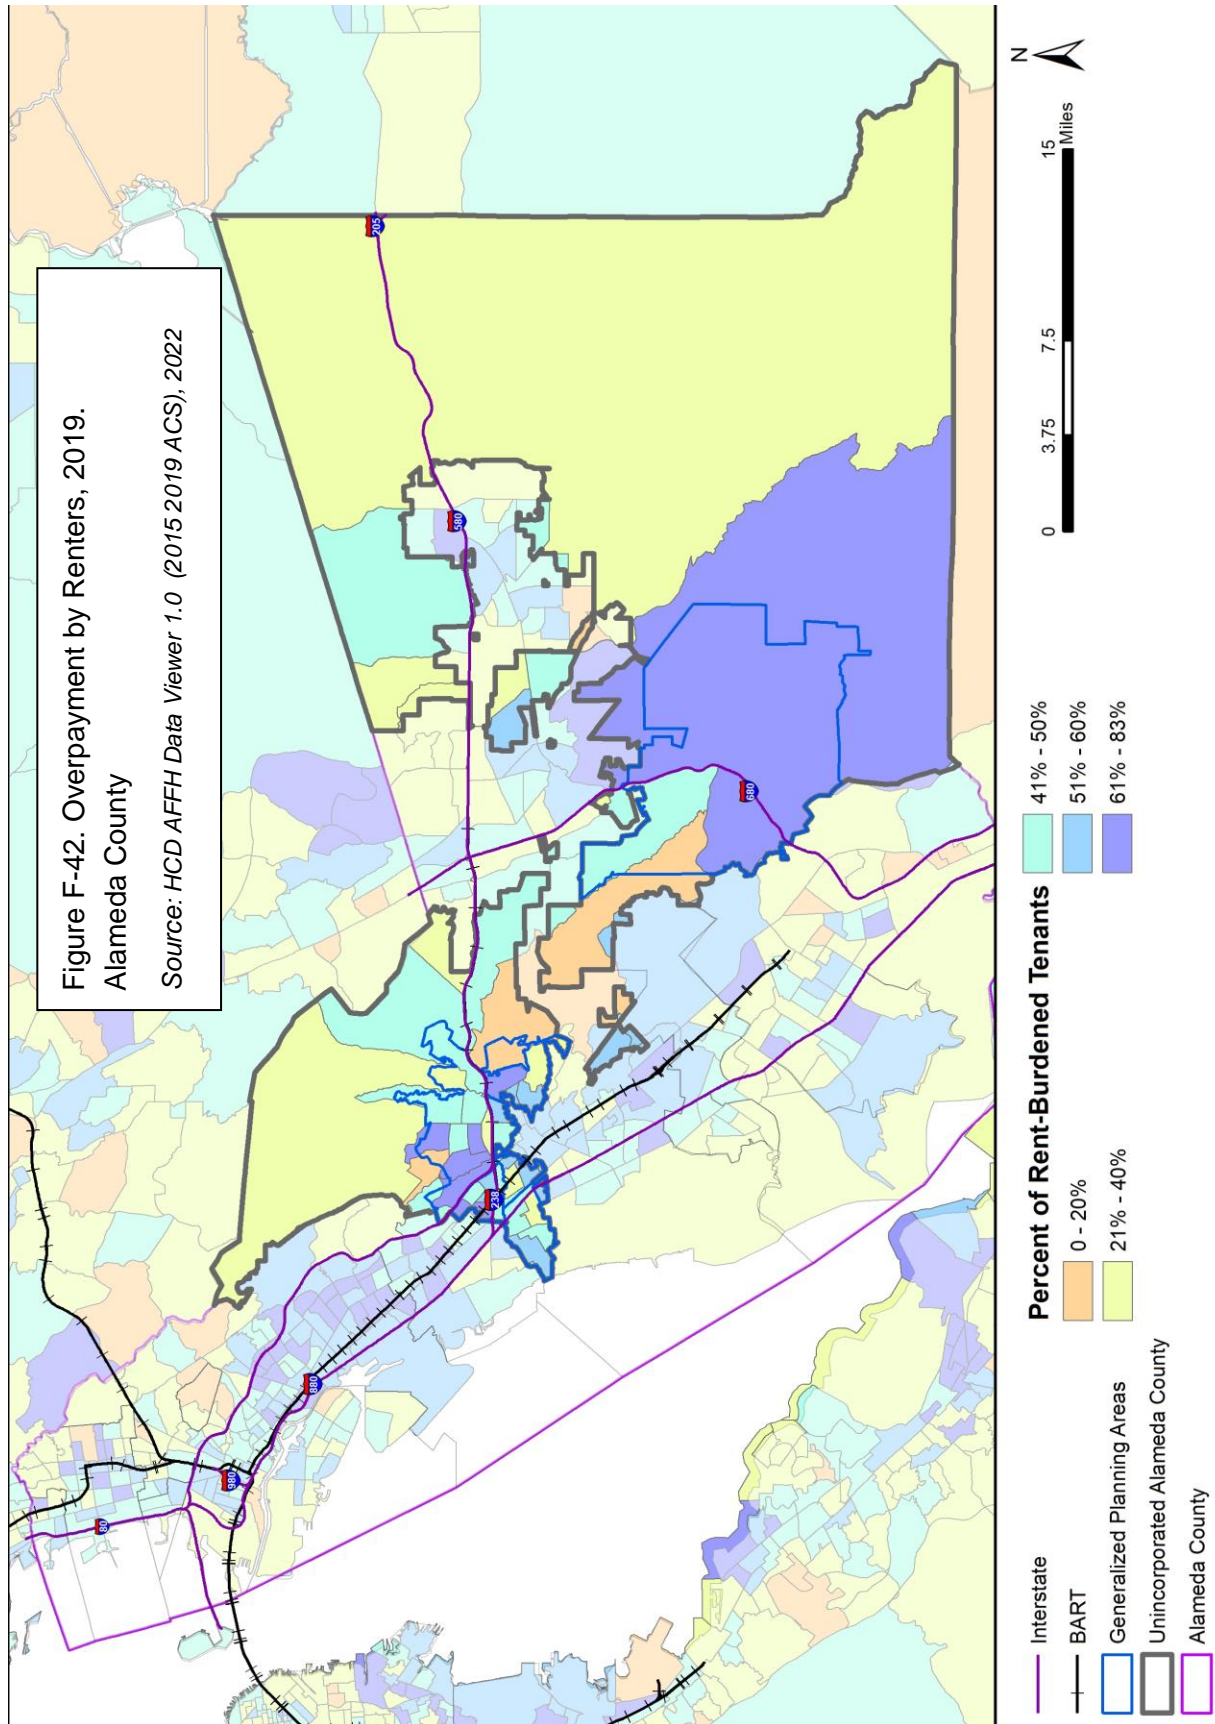 Figure F-42. Overpayment by Renters, 2019.
Alameda County
Source: HCD AFFH Data Viewer 1.0 (2015 2019 ACS), 2022
80
980
880
238
580
205
680
Interstate
BART
Generalized Planning Areas
Unincorporated Alameda County
Alameda County
Percent of Rent-Burdened Tenants
0 - 20%
21% - 40%
41% - 50%
51% - 60%
61% - 83%
0 3.75 7.5 15
Miles
N